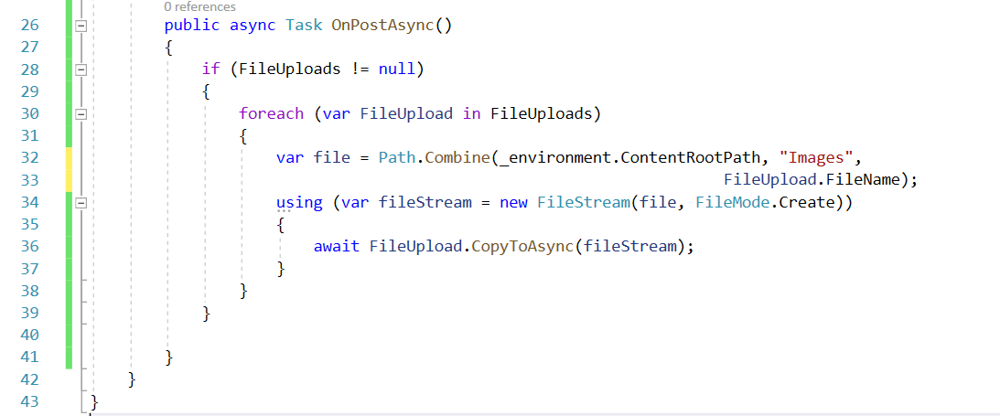 0 references
26 public async Task OnPostAsync()
27 {
28 if (FileUploads != null)
29 {
30 foreach (var FileUpload in FileUploads)
31 {
32 var file = Path.Combine(_environment.ContentRootPath, "Images",
33 FileUpload.FileName);
34 using (var fileStream = new FileStream(file, FileMode.Create))
35 {
36 await FileUpload.CopyToAsync(fileStream);
37 }
38 }
39 }
40
41 }
42 }
43 }